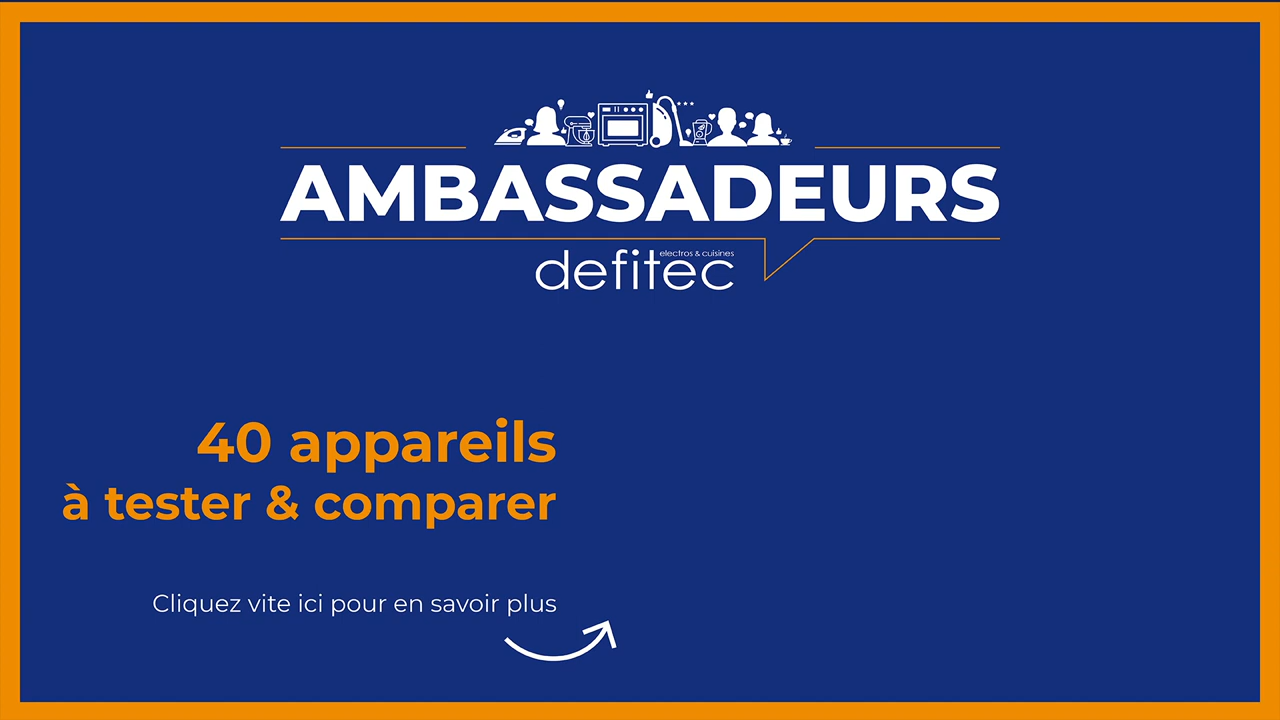 AMBASSADEURS
electros & cuisines
defitec
40 appareils
à tester & comparer
Cliquez vite ici pour en savoir plus